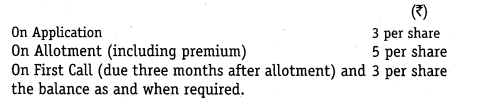 (₹)
On Application 3 per share
On Allotment (including premium) 5 per share
On First Call (due three months after allotment) and 3 per share
the balance as and when required.